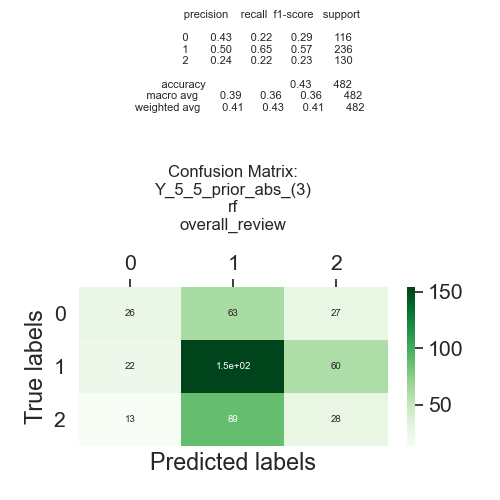 precision recall f1-score support
0 0.43 0.22 0.29 116
1 0.50 0.65 0.57 236
2 0.24 0.22 0.23 130
accuracy 0.43 482
macro avg 0.39 0.36 0.36 482
weighted avg 0.41 0.43 0.41 482
Confusion Matrix:
Y_5_5_prior_abs_(3)
rf
overall_review
0 1 2
0 26 63 27
1 22 1.5e+02 60
2 13 89 28
True labels
Predicted labels
150
100
50